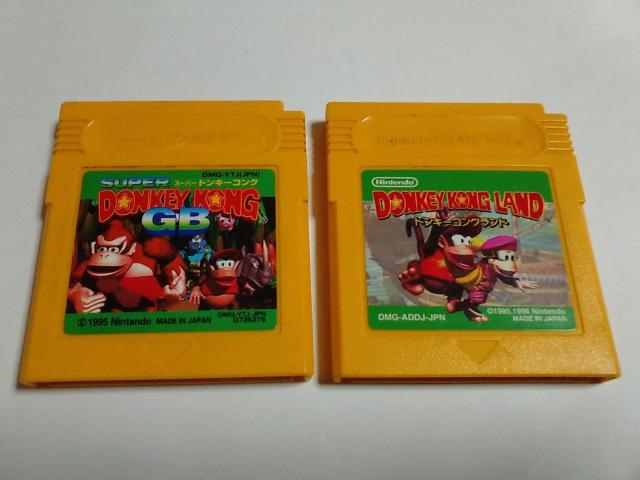 DMG-YTJ(JPN)
SUPER スーパー ドンキーコング
DONKEY KONG
GB
DMG-YTJ-JPN
© 1995 Nintendo MADE IN JAPAN
Nintendo
DONKEY KONG LAND
ドンキーコングランド
©1995,1996 Nintendo
DMG-ADDJ-JPN MADE IN JAPAN